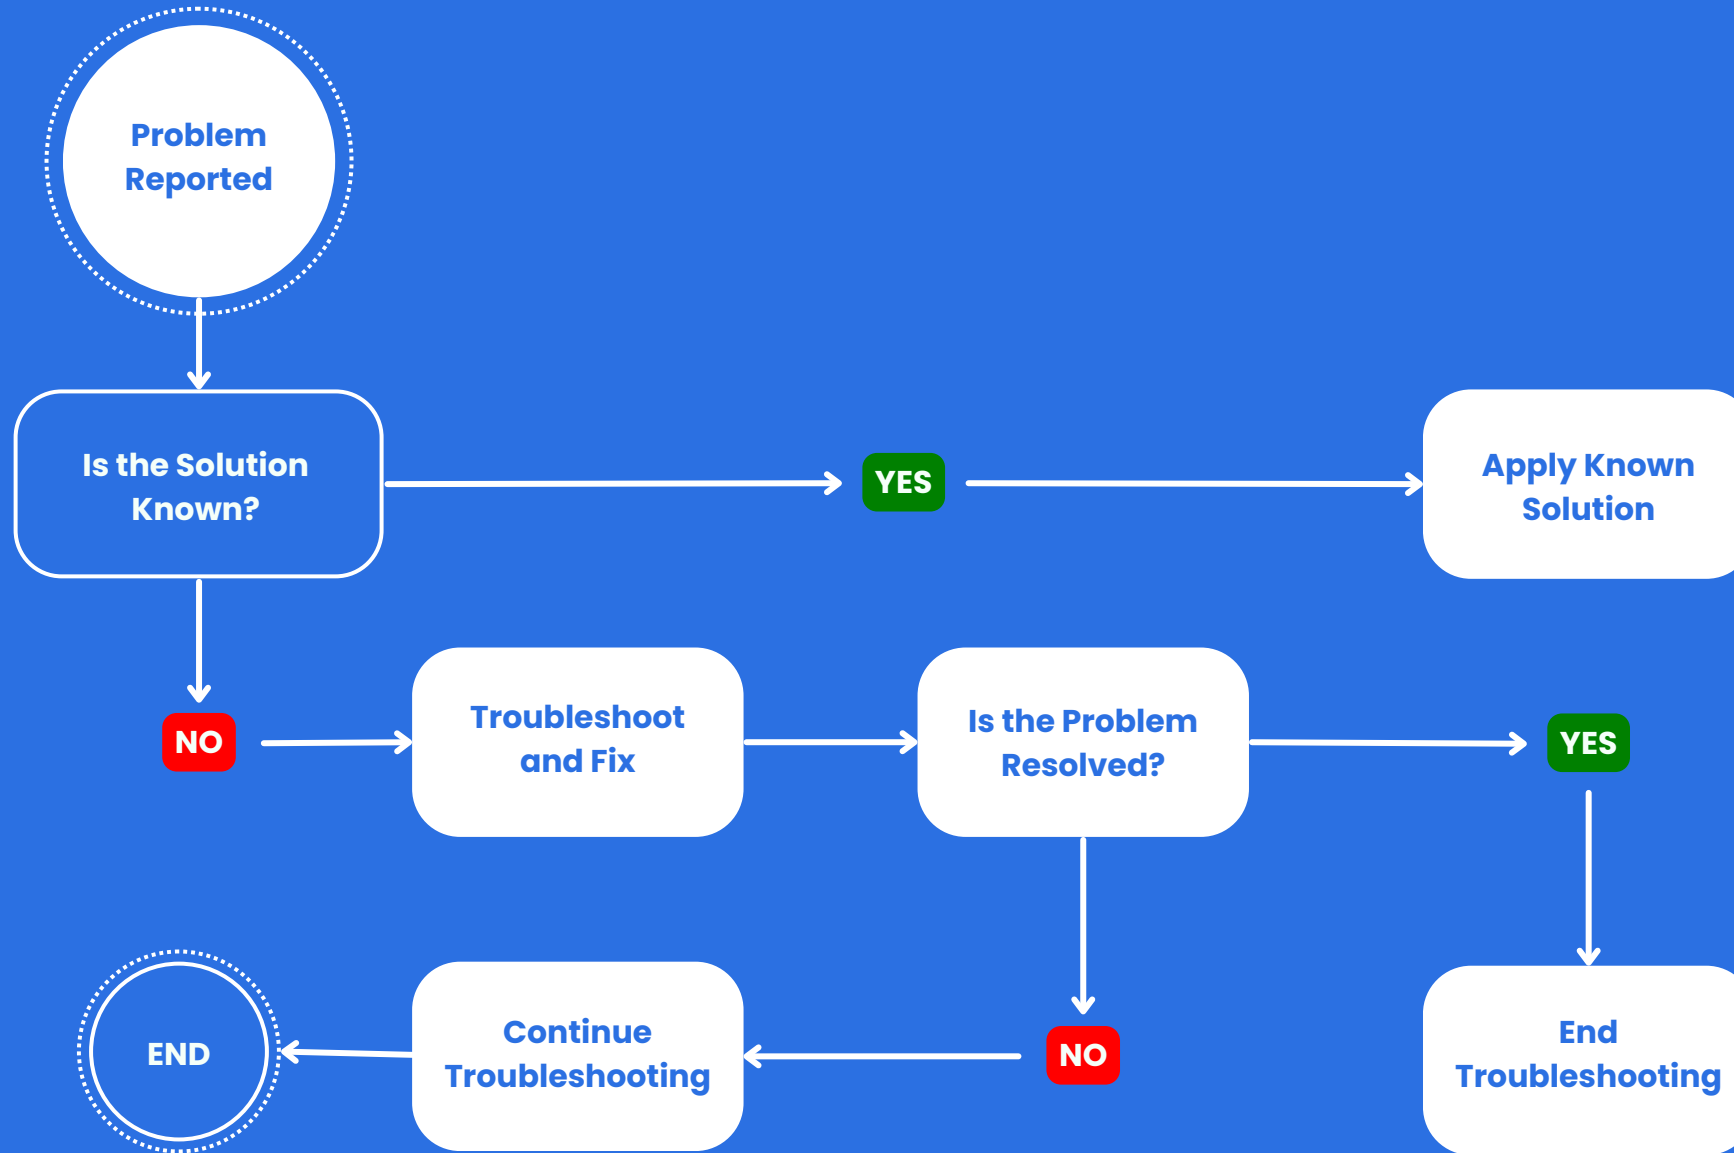 Problem
Reported
Is the Solution
Known?
YES
Apply Known
Solution
NO
Troubleshoot
and Fix
Is the Problem
Resolved?
YES
END
Continue
Troubleshooting
NO
End
Troubleshooting